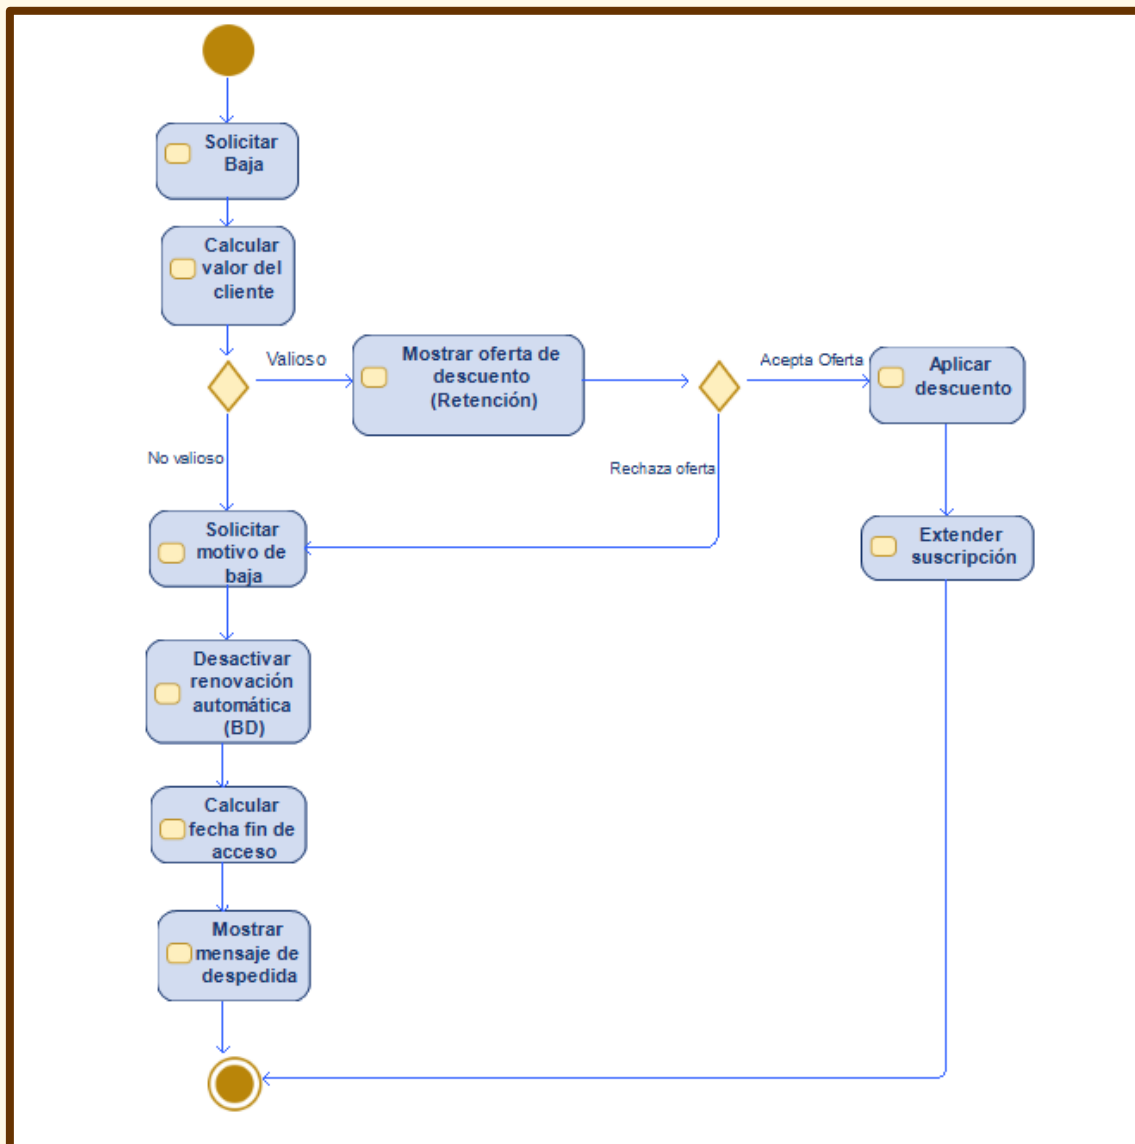 Solicitar
Baja
Calcular
valor del
cliente
Valioso
Mostrar oferta de
descuento
(Retención)
Acepta Oferta
Aplicar
descuento
No valioso
Rechaza oferta
Solicitar
motivo de
baja
Extender
suscripción
Desactivar
renovación
automática
(BD)
Calcular
fecha fin de
acceso
Mostrar
mensaje de
despedida